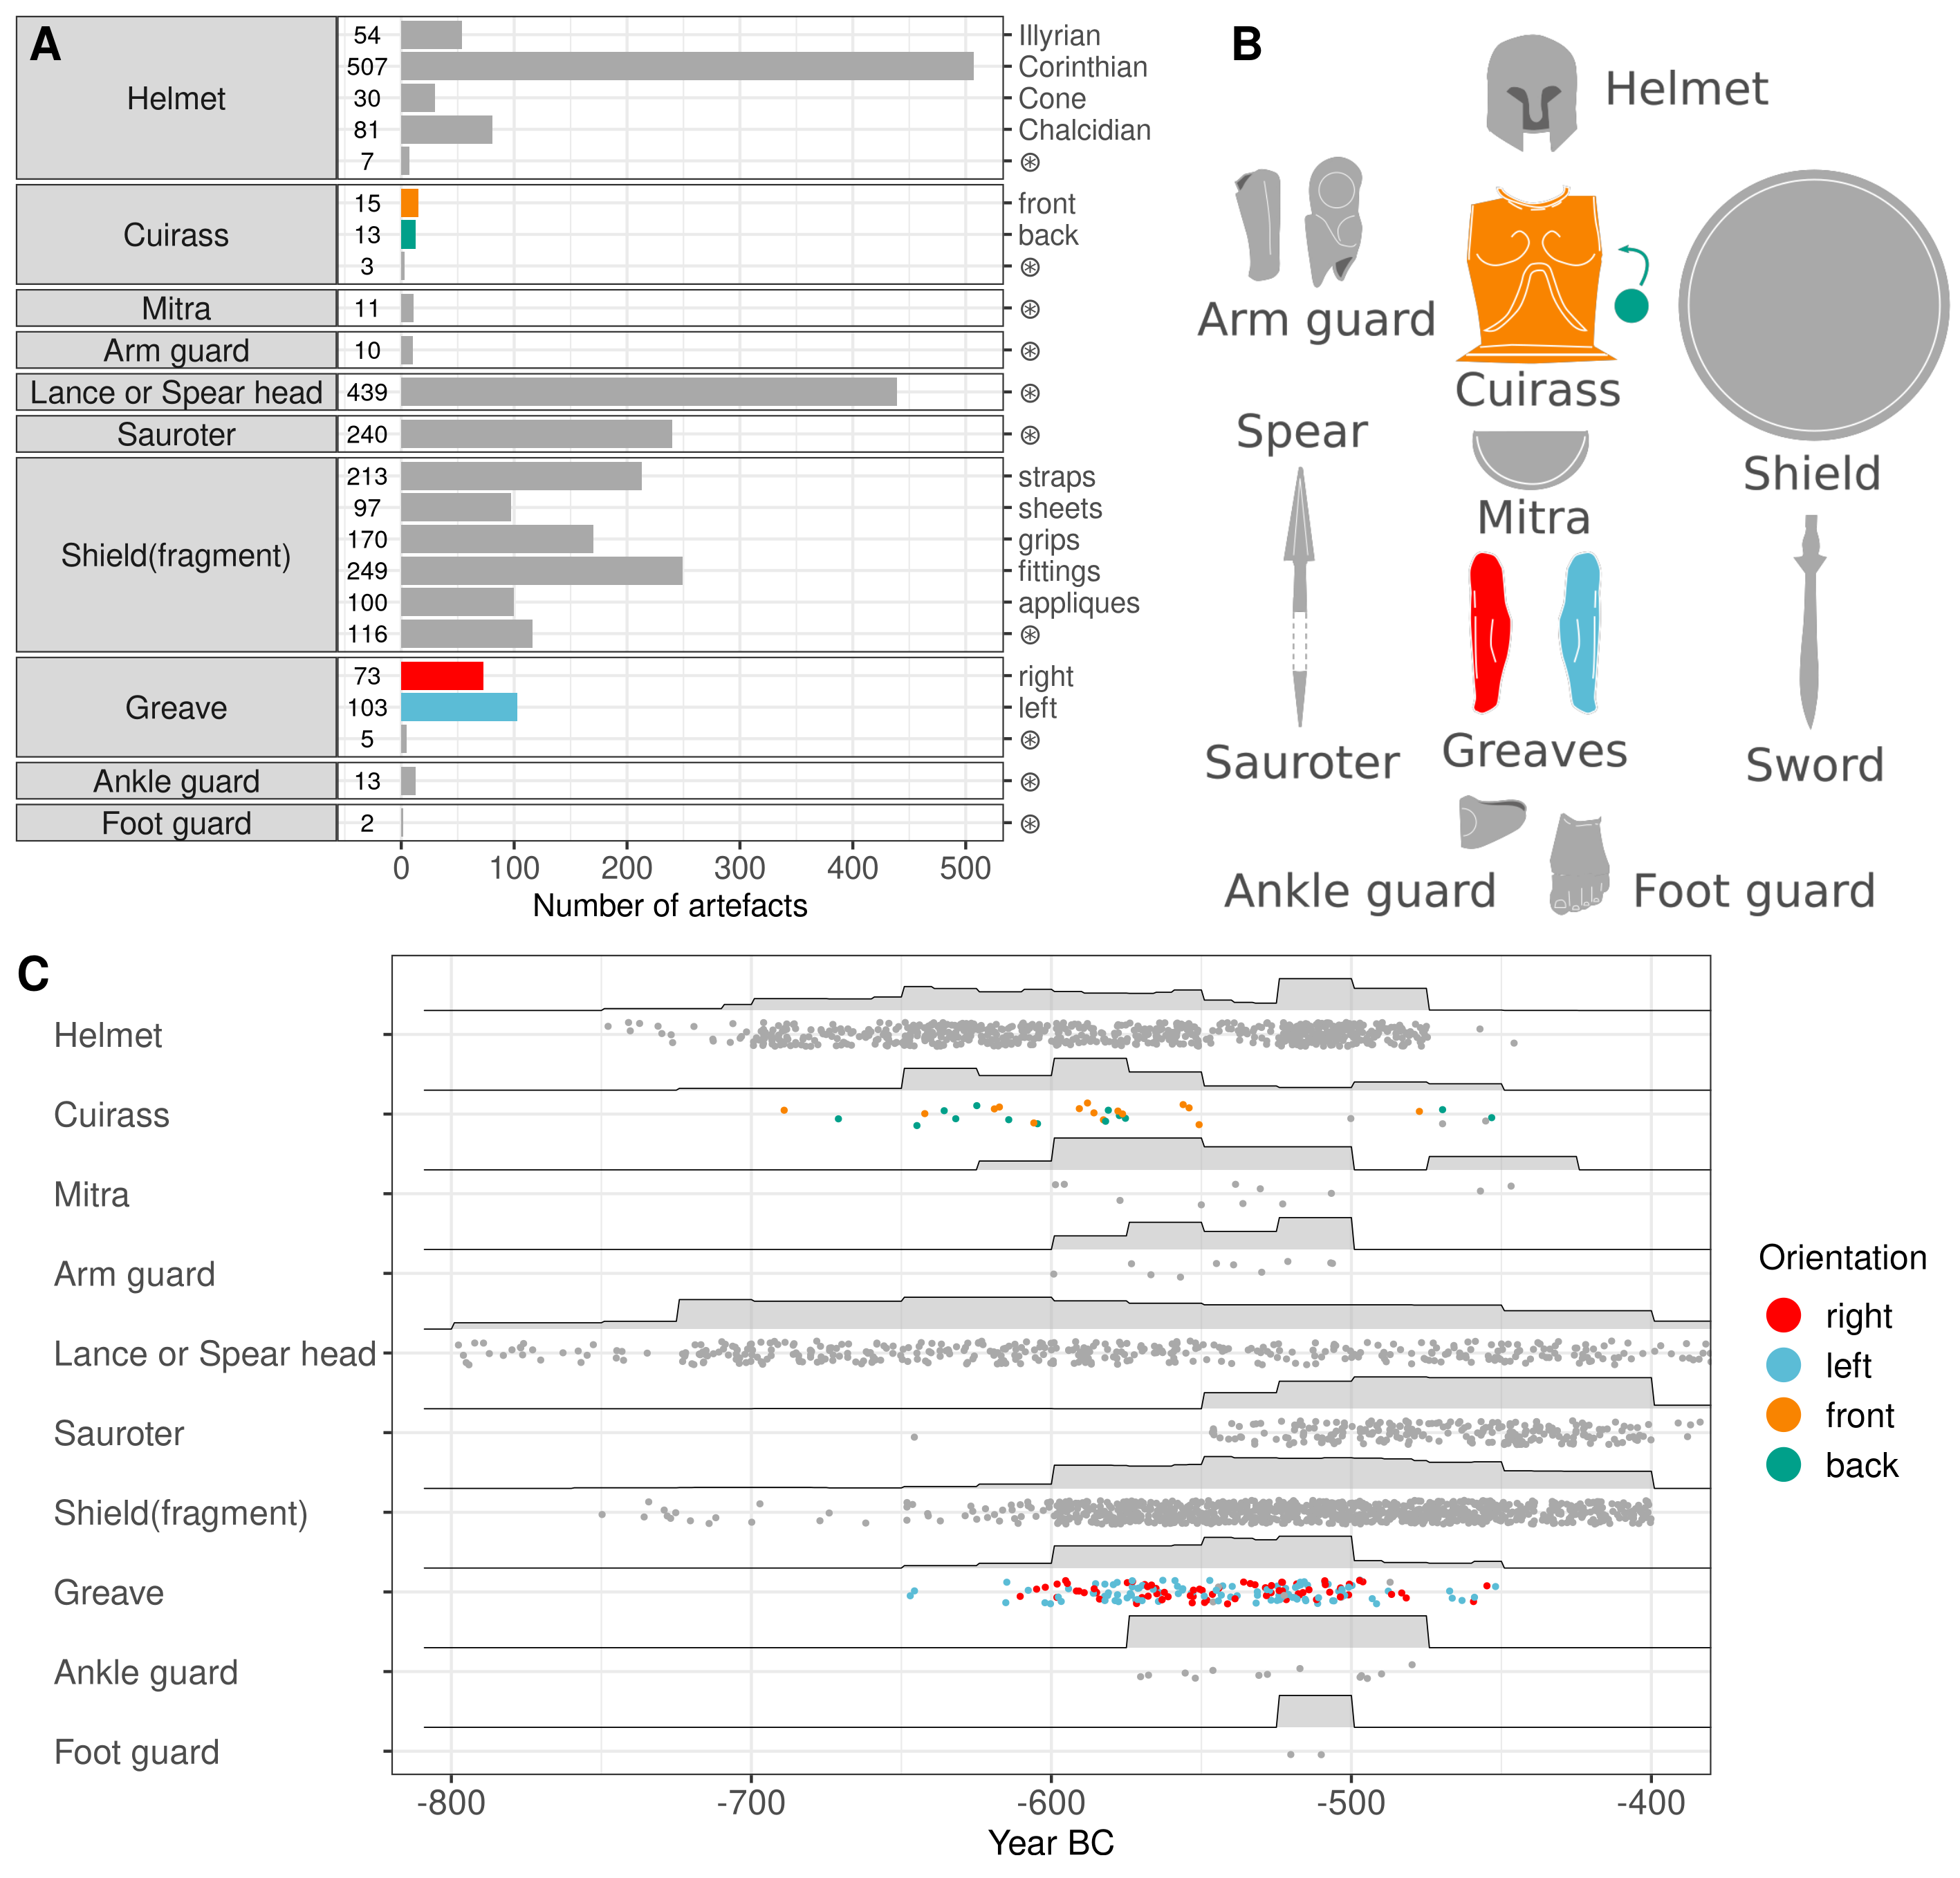 A
Helmet
54 Illyrian
507 Corinthian
30 Cone
81 Chalcidian
7 ⊛
Cuirass
15 front
13 back
3 ⊛
Mitra 11 ⊛
Arm guard 10 ⊛
Lance or Spear head 439 ⊛
Sauroter 240 ⊛
Shield(fragment)
213 straps
97 sheets
170 grips
249 fittings
100 appliques
116 ⊛
Greave
73 right
103 left
5 ⊛
Ankle guard 13 ⊛
Foot guard 2 ⊛
0 100 200 300 400 500
Number of artefacts
B
Helmet
Arm guard
Cuirass
Shield
Spear
Mitra
Sauroter
Greaves
Sword
Ankle guard
Foot guard
C
Helmet
Cuirass
Mitra
Arm guard
Lance or Spear head
Sauroter
Shield(fragment)
Greave
Ankle guard
Foot guard
-800 -700 -600 -500 -400
Year BC
Orientation
right
left
front
back